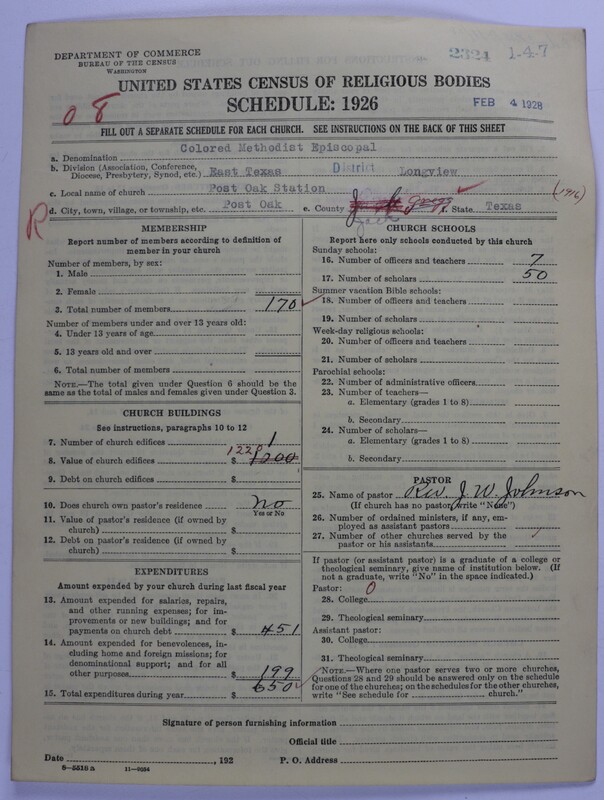 DEPARTMENT OF COMMERCE
BUREAU OF THE CENSUS
WASHINGTON
2324 1-4-7
UNITED STATES CENSUS OF RELIGIOUS BODIES
SCHEDULE: 1926
08
FEB 4 1928
FILL OUT A SEPARATE SCHEDULE FOR EACH CHURCH. SEE INSTRUCTIONS ON THE BACK OF THIS SHEET
a. Denomination Colored Methodist Episcopal
b. Division (Association, Conference, Diocese, Presbytery, Synod, etc.) East Texas District Longview
c. Local name of church Post Oak Station
(1916)
R d. City, town, village, or township, etc. Post Oak e. County Gregg f. State Texas
MEMBERSHIP
Report number of members according to definition of
member in your church
Number of members, by sex:
1. Male
2. Female
3. Total number of members 170
Number of members under and over 13 years old:
4. Under 13 years of age
5. 13 years old and over
6. Total number of members
NOTE.—The total given under Question 6 should be
same as the total of males and females given under Question 3.
CHURCH BUILDINGS
See instructions, paragraphs 10 to 12
7. Number of church edifices 1
8. Value of church edifices $ 1200
9. Debt on church edifices $
10. Does church own pastor's residence No
Yes or No
11. Value of pastor's residence (if owned by
church) $
12. Debt on pastor's residence (if owned by
church) $
EXPENDITURES
Amount expended by your church during last fiscal year
13. Amount expended for salaries, repairs,
and other running expenses; for im-
provements or new buildings; and for
payments on church debt $ 451
14. Amount expended for benevolences, in-
cluding home and foreign missions; for
denominational support; and for all
other purposes $ 199
15. Total expenditures during year $ 650
CHURCH SCHOOLS
Report here only schools conducted by this church
Sunday schools:
16. Number of officers and teachers 7
17. Number of scholars 50
Summer vacation Bible schools:
18. Number of officers and teachers
19. Number of scholars
Week-day religious schools:
20. Number of officers and teachers
21. Number of scholars
Parochial schools:
22. Number of administrative officers
23. Number of teachers—
a. Elementary (grades 1 to 8)
b. Secondary
24. Number of scholars—
a. Elementary (grades 1 to 8)
b. Secondary
PASTOR
25. Name of pastor Rev. J. W. Johnson
(If church has no pastor, write "None")
26. Number of ordained ministers, if any, em-
ployed as assistant pastors
27. Number of other churches served by the
pastor or his assistants
If pastor (or assistant pastor) is a graduate of a college or
theological seminary, give name of institution below. (If
not a graduate, write "No" in the space indicated.)
Pastor: 0
28. College
29. Theological seminary
Assistant pastor:
30. College
31. Theological seminary
NOTE.—Where one pastor serves two or more churches,
Questions 28 and 29 should be answered only on the schedule
for one of the churches; on the schedules for the other churches,
write "See schedule for church."
Signature of person furnishing information
Official title
Date , 192 P. O. Address
8-5518 a 11-9054